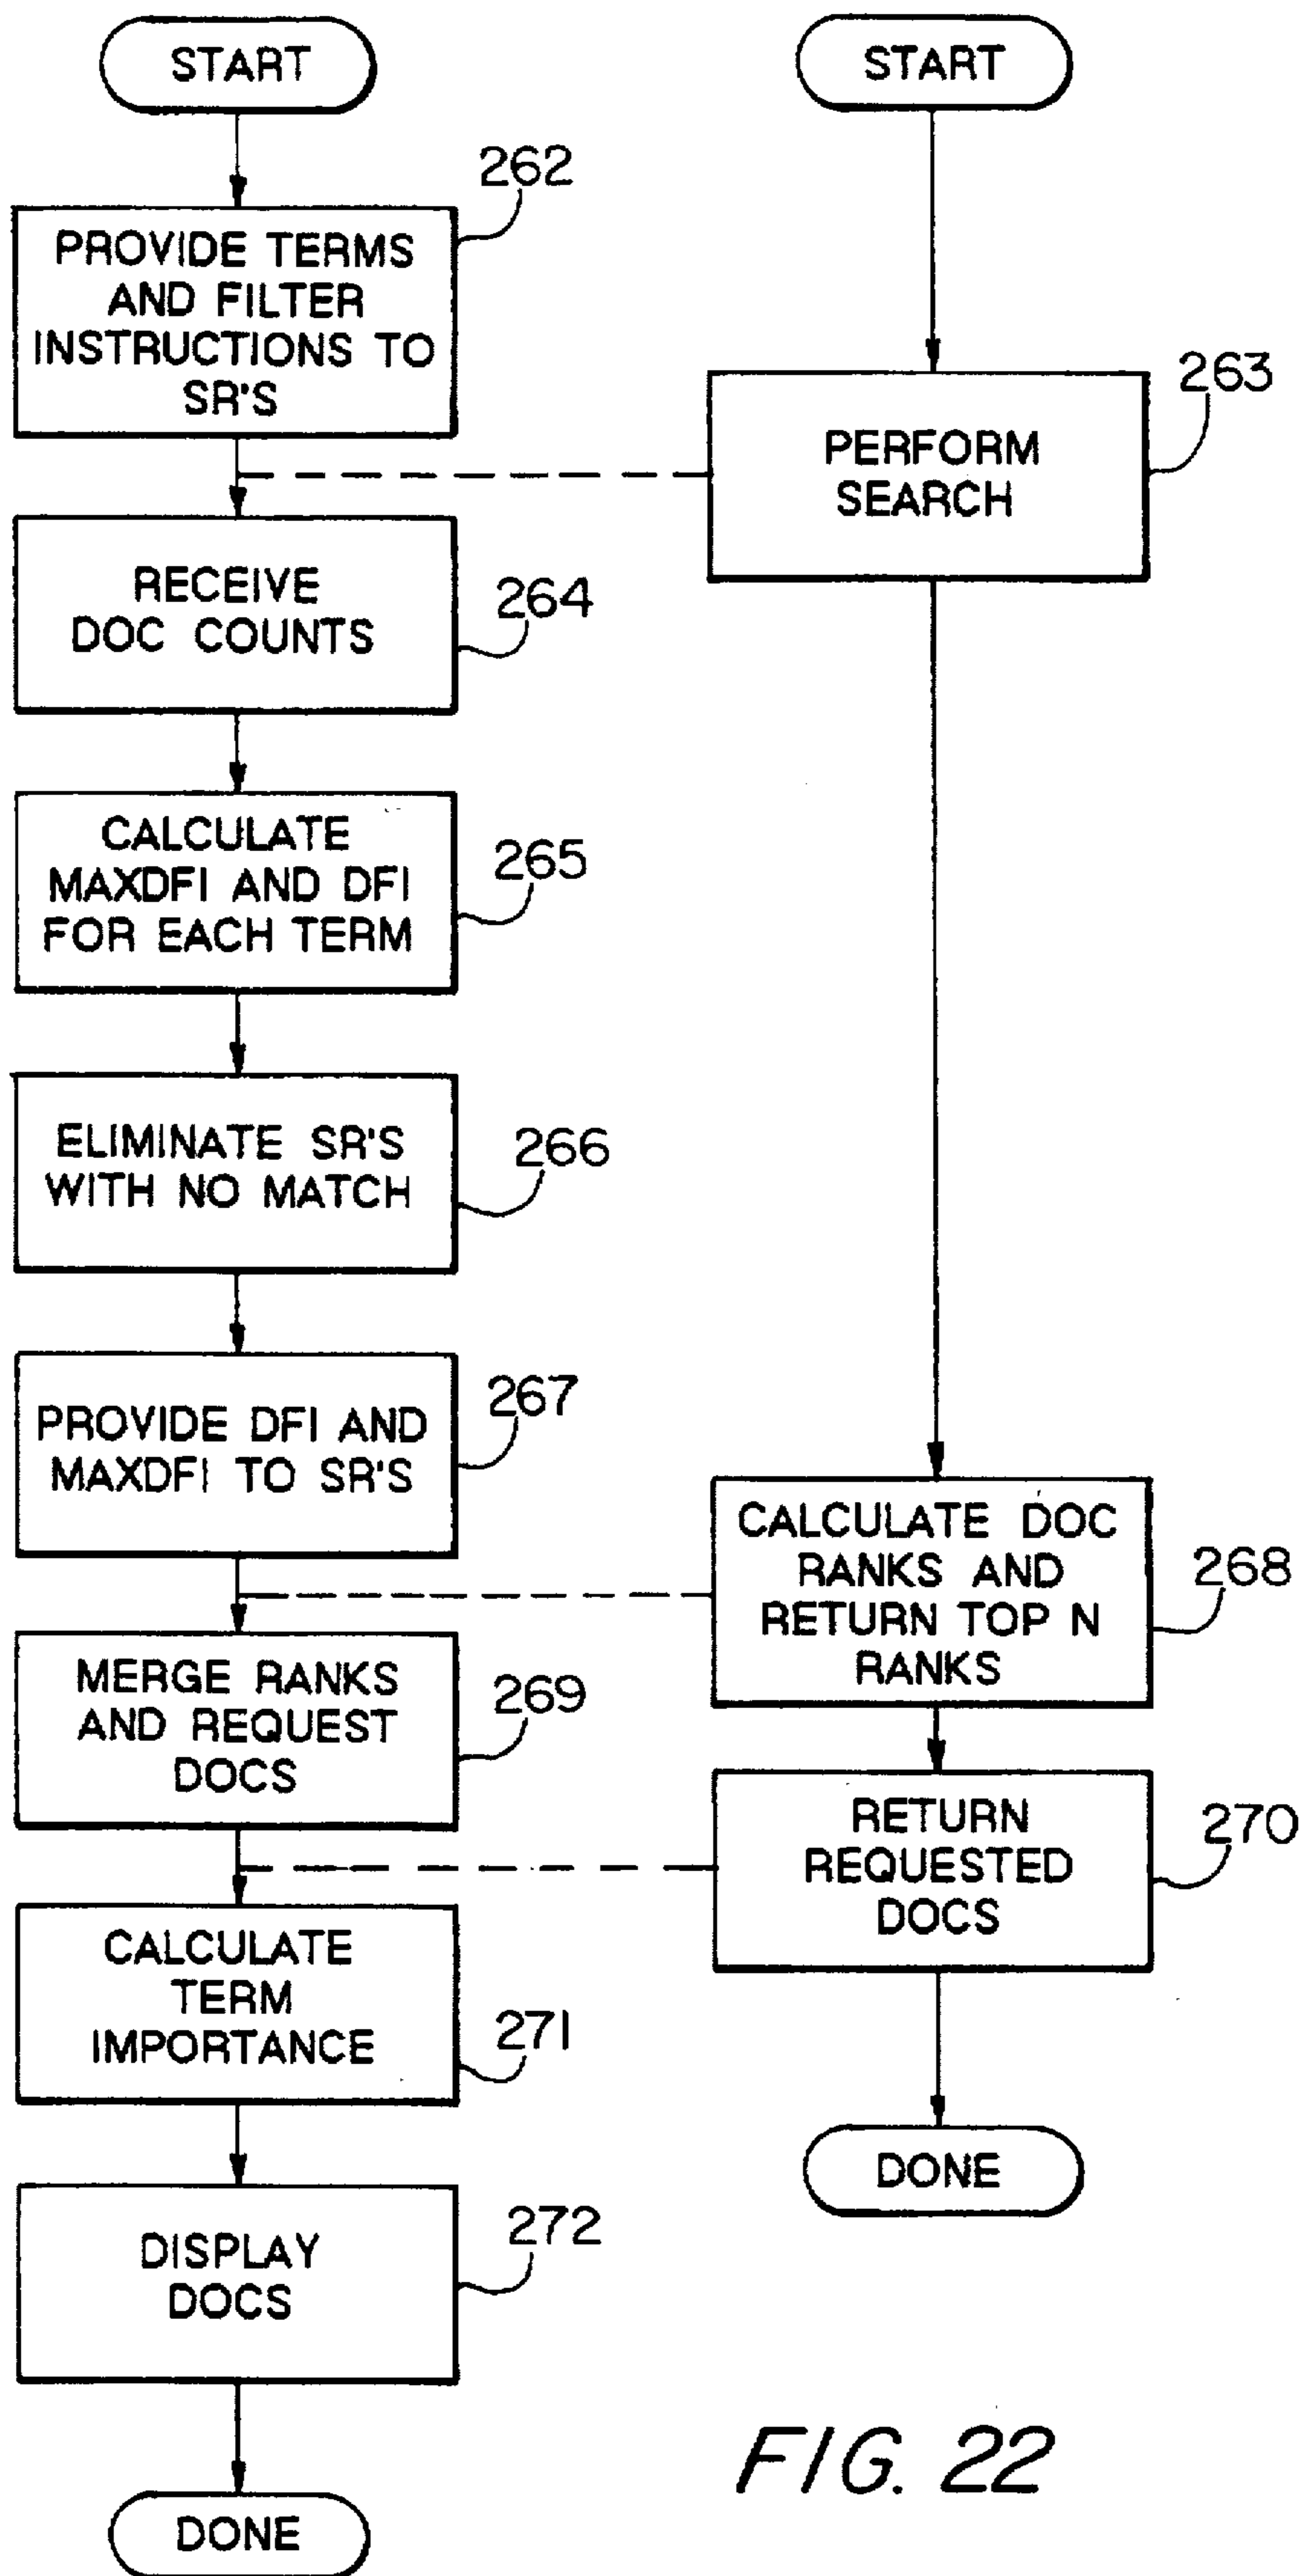 START
262
PROVIDE TERMS
AND FILTER
INSTRUCTIONS TO
SR'S
RECEIVE
DOC COUNTS
264
CALCULATE
MAXDFI AND DFI
FOR EACH TERM
265
ELIMINATE SR'S
WITH NO MATCH
266
PROVIDE DFI AND
MAXDFI TO SR'S
267
MERGE RANKS
AND REQUEST
DOCS
269
CALCULATE
TERM
IMPORTANCE
271
DISPLAY
DOCS
272
DONE
START
263
PERFORM
SEARCH
CALCULATE DOC
RANKS AND
RETURN TOP N
RANKS
268
RETURN
REQUESTED
DOCS
270
DONE
FIG. 22